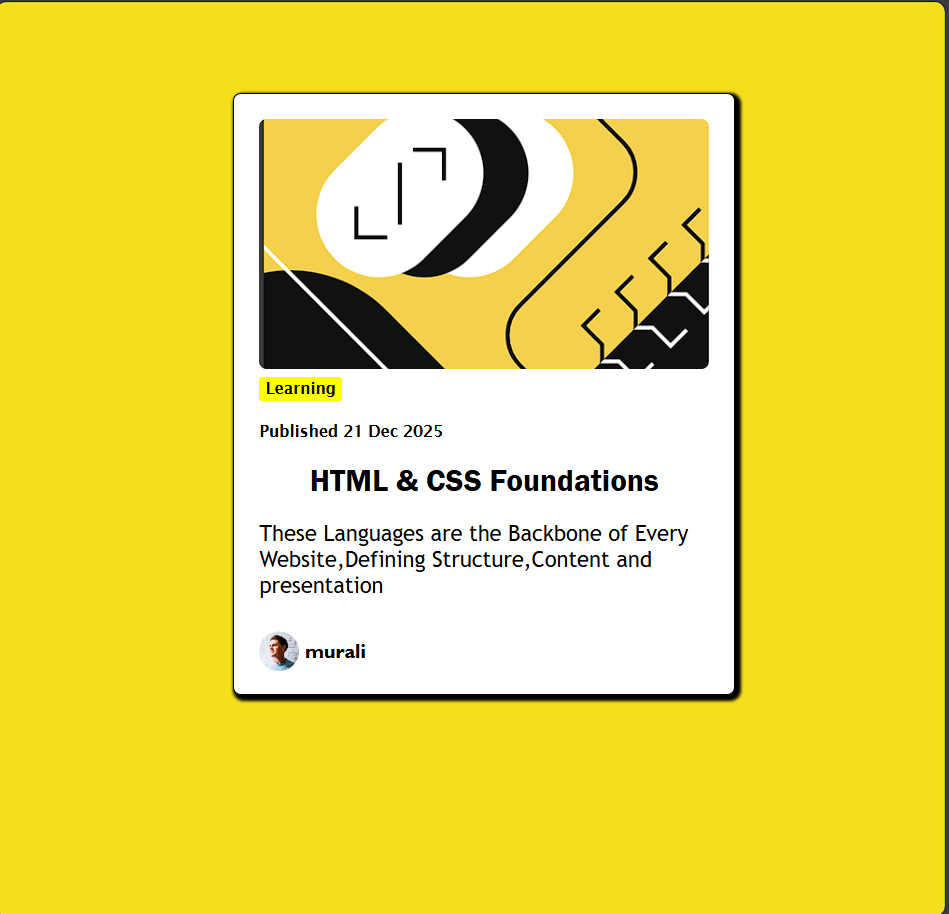 Learning
Published 21 Dec 2025
HTML & CSS Foundations
These Languages are the Backbone of Every
Website,Defining Structure,Content and
presentation
murali